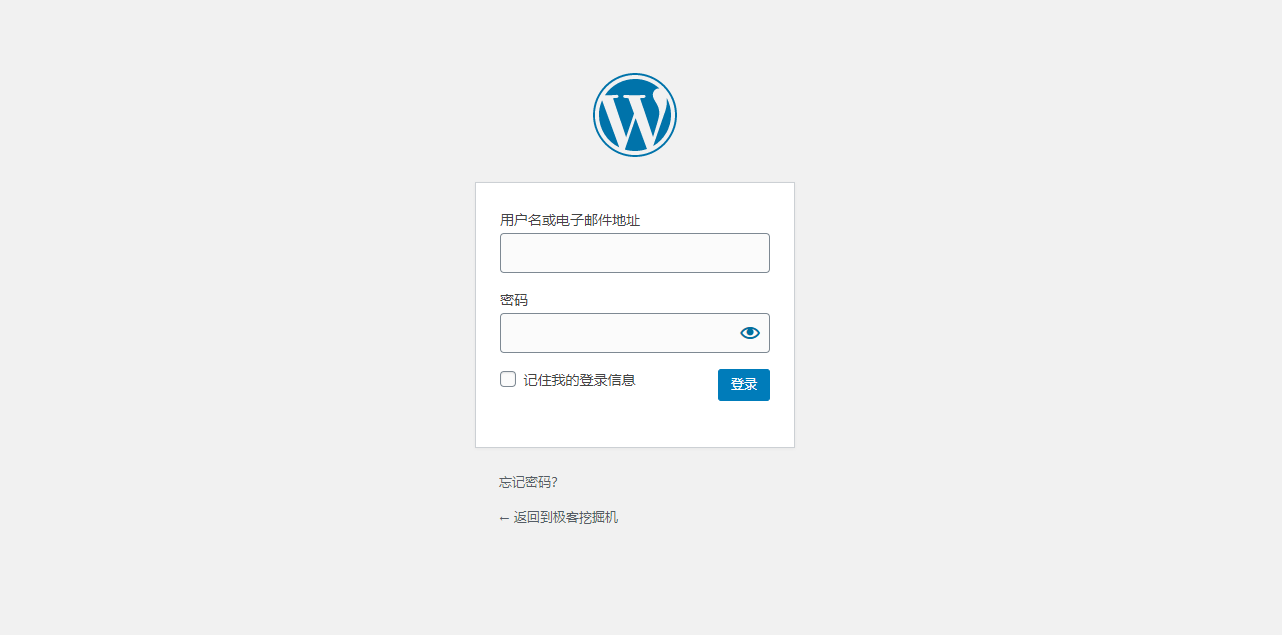 用户名或电子邮件地址
密码
记住我的登录信息
登录
忘记密码?
← 返回到极客挖掘机